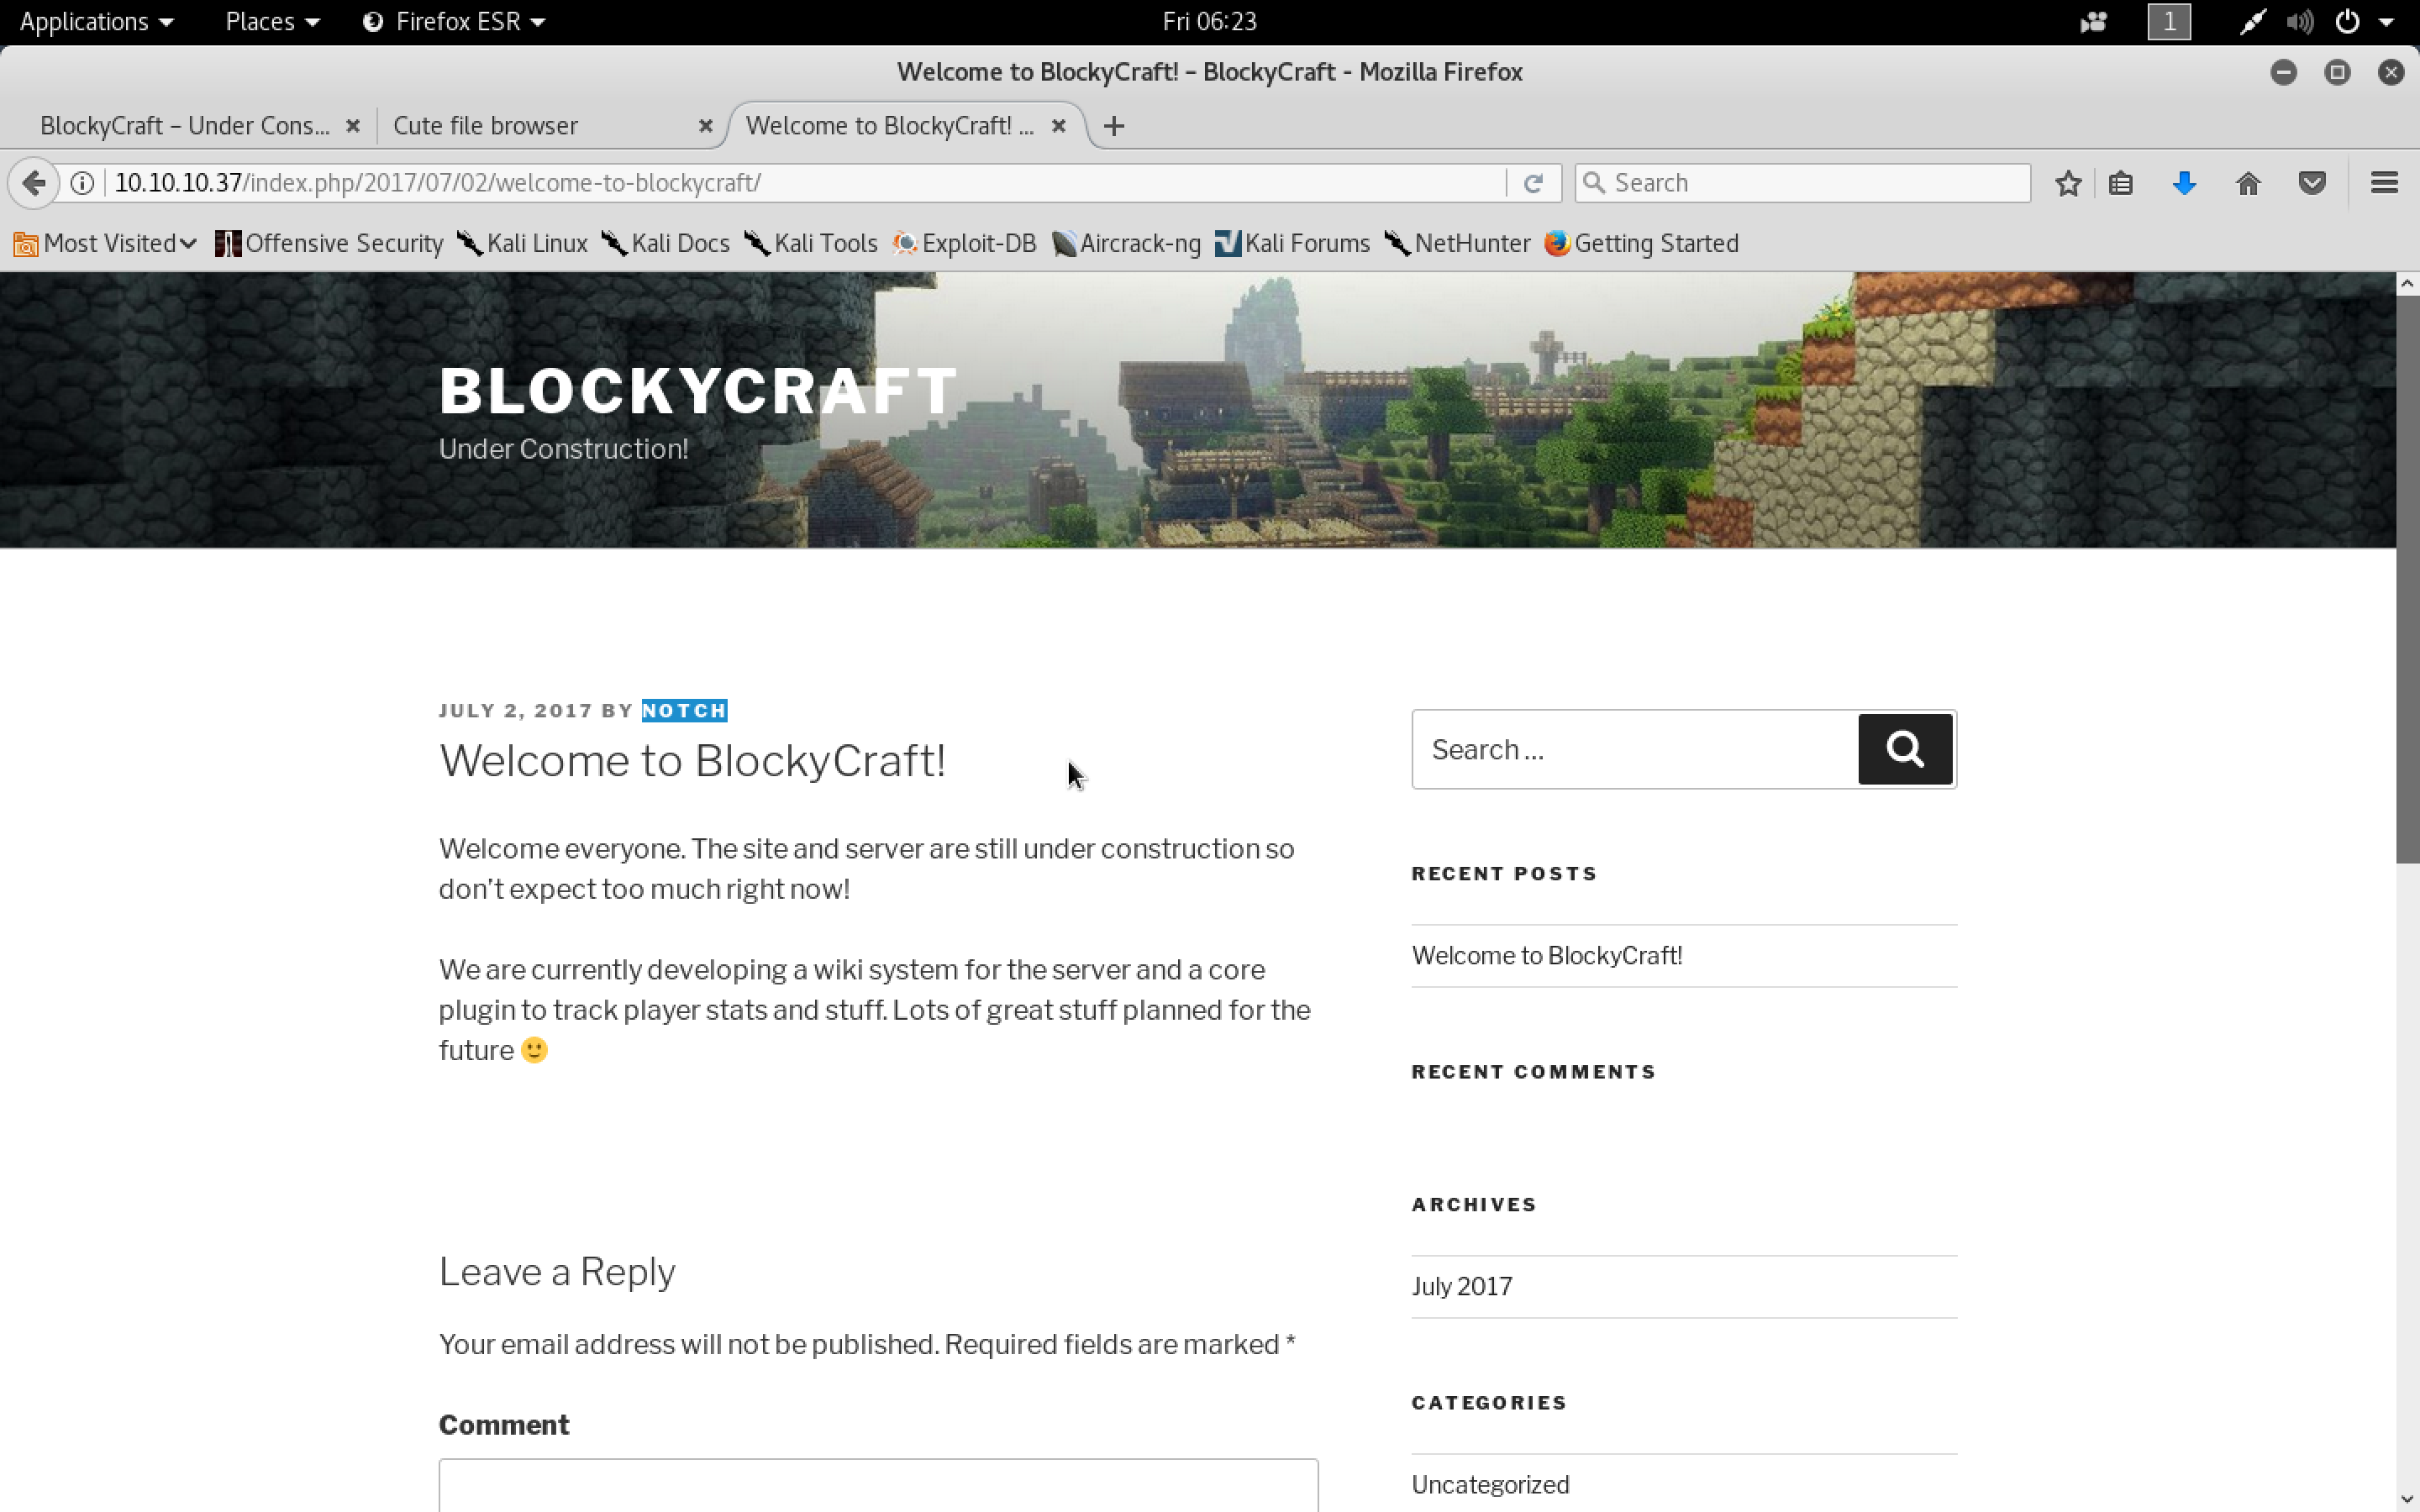 Applications Places Firefox ESR Fri 06:23 1
Welcome to BlockyCraft! – BlockyCraft - Mozilla Firefox
BlockyCraft – Under Cons... Cute file browser Welcome to BlockyCraft! ...
10.10.10.37/index.php/2017/07/02/welcome-to-blockycraft/ Search
Most Visited Offensive Security Kali Linux Kali Docs Kali Tools Exploit-DB Aircrack-ng Kali Forums NetHunter Getting Started
BLOCKYCRAFT
Under Construction!
JULY 2, 2017 BY NOTCH
Welcome to BlockyCraft!
Welcome everyone. The site and server are still under construction so
don't expect too much right now!
We are currently developing a wiki system for the server and a core
plugin to track player stats and stuff. Lots of great stuff planned for the
future 🙂
Leave a Reply
Your email address will not be published. Required fields are marked *
Comment
Search ...
RECENT POSTS
Welcome to BlockyCraft!
RECENT COMMENTS
ARCHIVES
July 2017
CATEGORIES
Uncategorized